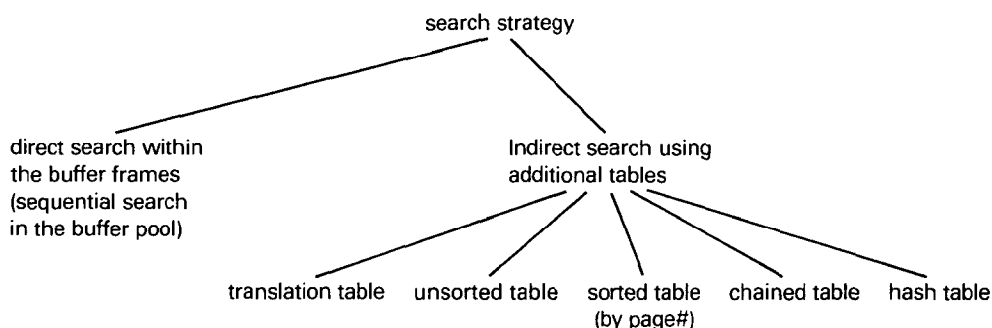 search strategy
direct search within
the buffer frames
(sequential search
in the buffer pool)
Indirect search using
additional tables
translation table
unsorted table
sorted table
(by page#)
chained table
hash table